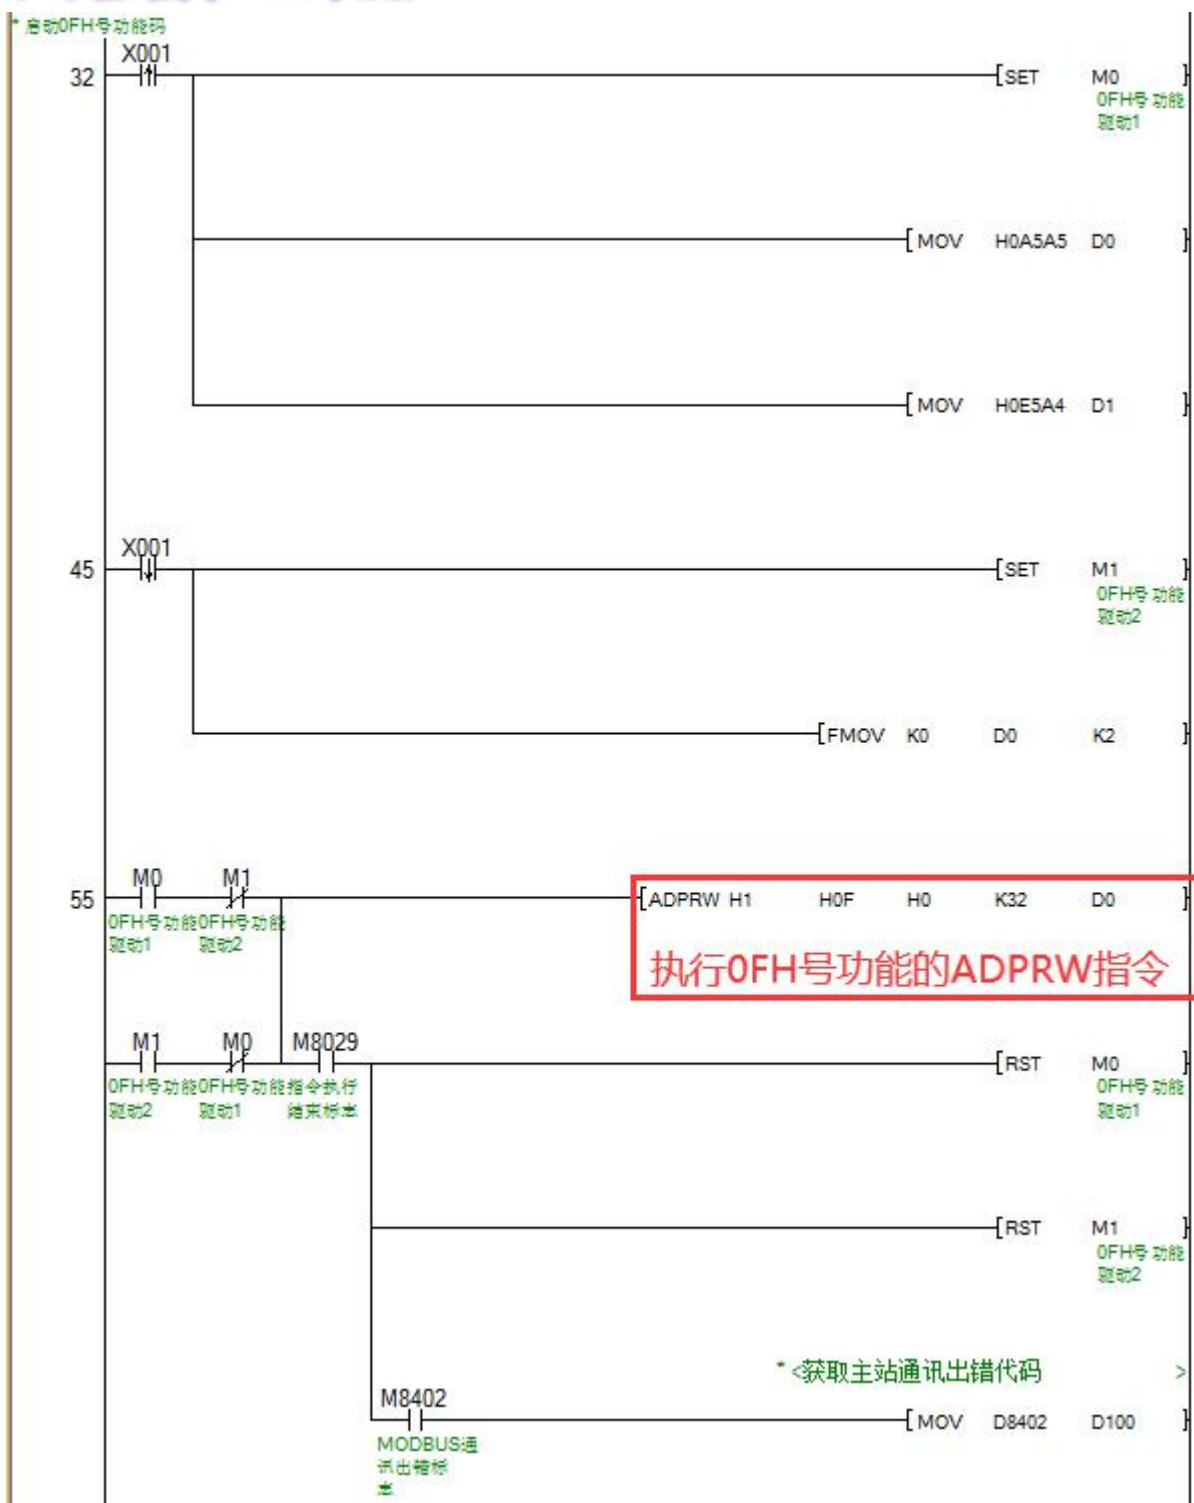 * 启动0FH号功能码
X001
32
[SET M0 ]
0FH号功能
驱动1
[MOV H0A5A5 D0 ]
[MOV H0E5A4 D1 ]
X001
45
[SET M1 ]
0FH号功能
驱动2
[FMOV K0 D0 K2 ]
M0 M1
55
[ADPRW H1 H0F H0 K32 D0 ]
0FH号功能 0FH号功能
驱动1 驱动2
执行0FH号功能的ADPRW指令
M1 M0 M8029
[RST M0 ]
0FH号功能 0FH号功能 指令执行 0FH号功能
驱动2 驱动1 结束标志 驱动1
[RST M1 ]
0FH号功能
驱动2
* <获取主站通讯出错代码 >
M8402
[MOV D8402 D100 ]
MODBUS通
讯出错标
志